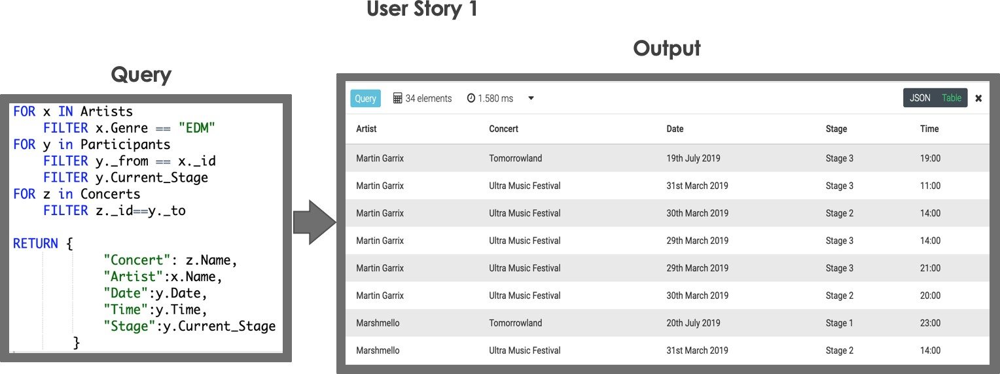 User Story 1
Query
FOR x IN Artists
FILTER x.Genre == "EDM"
FOR y in Participants
FILTER y._from == x._id
FILTER y.Current_Stage
FOR z in Concerts
FILTER z._id==y._to
RETURN {
"Concert": z.Name,
"Artist":x.Name,
"Date":y.Date,
"Time":y.Time,
"Stage":y.Current_Stage
}
Output
Query 34 elements 1.580 ms JSON Table
Artist Concert Date Stage Time
Martin Garrix Tomorrowland 19th July 2019 Stage 3 19:00
Martin Garrix Ultra Music Festival 31st March 2019 Stage 3 11:00
Martin Garrix Ultra Music Festival 30th March 2019 Stage 2 14:00
Martin Garrix Ultra Music Festival 29th March 2019 Stage 3 14:00
Martin Garrix Ultra Music Festival 29th March 2019 Stage 3 21:00
Martin Garrix Ultra Music Festival 30th March 2019 Stage 2 20:00
Marshmello Tomorrowland 20th July 2019 Stage 1 23:00
Marshmello Ultra Music Festival 31st March 2019 Stage 2 14:00